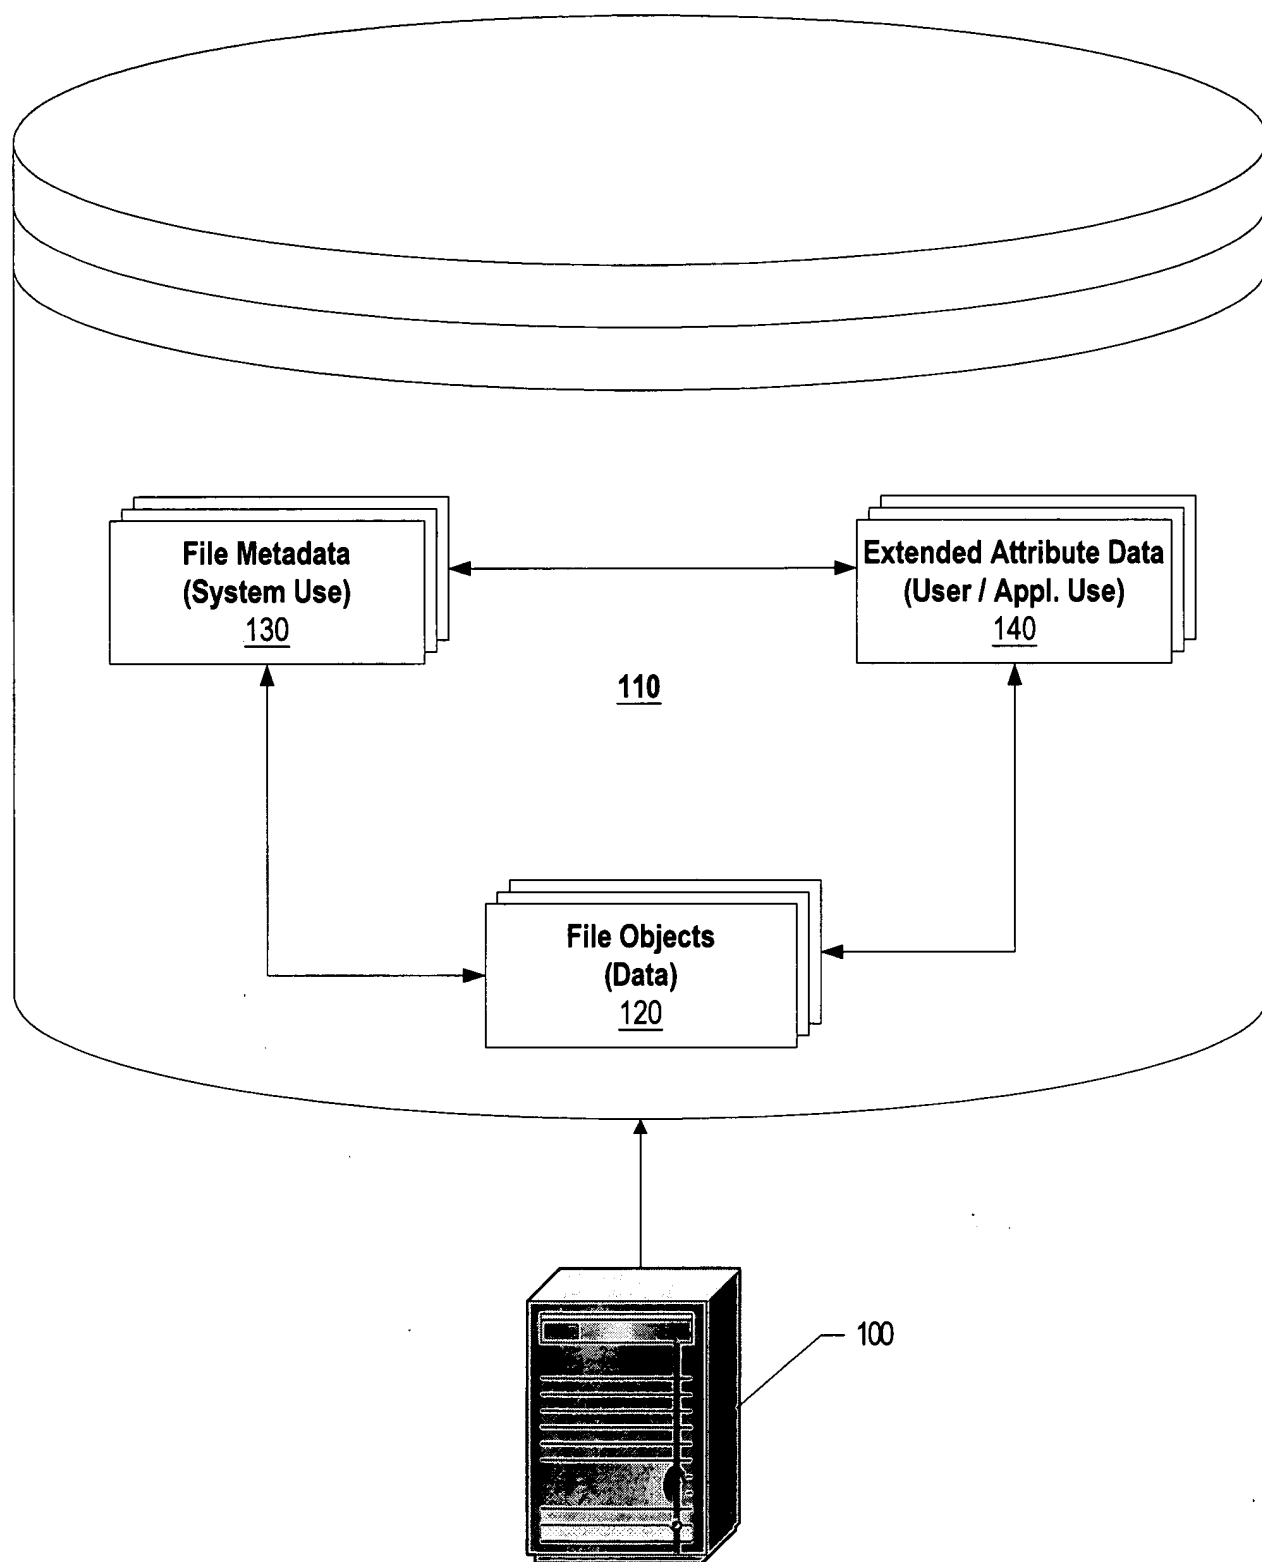 File Metadata
(System Use)
130
Extended Attribute Data
(User / Appl. Use)
140
110
File Objects
(Data)
120
100